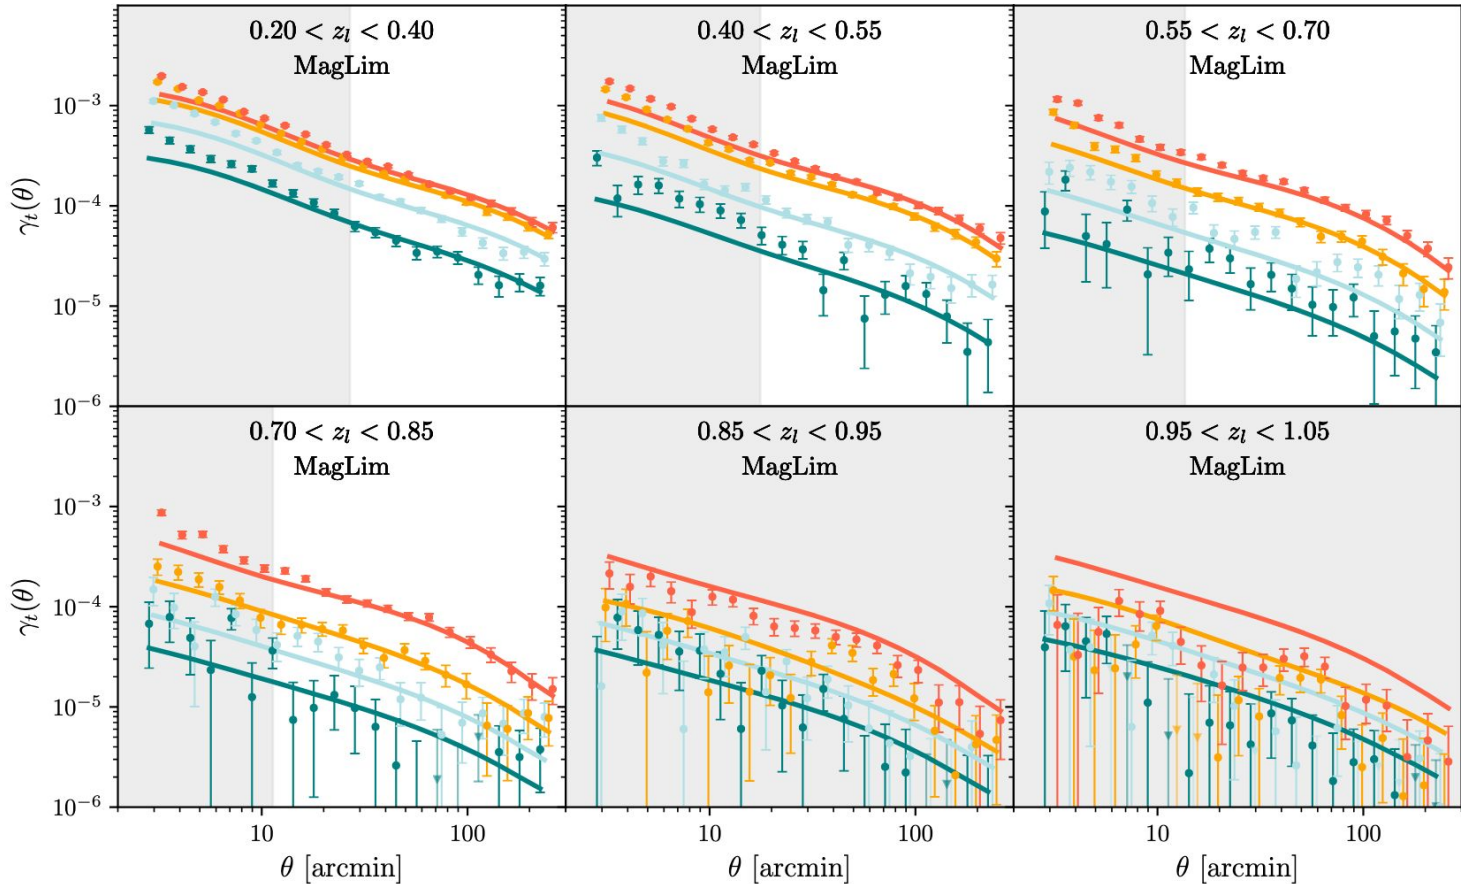 0.20 < z_l < 0.40
MagLim
0.40 < z_l < 0.55
MagLim
0.55 < z_l < 0.70
MagLim
γ_t(θ)
10⁻³
10⁻⁴
10⁻⁵
10⁻⁶
0.70 < z_l < 0.85
MagLim
0.85 < z_l < 0.95
MagLim
0.95 < z_l < 1.05
MagLim
γ_t(θ)
10⁻³
10⁻⁴
10⁻⁵
10⁻⁶
10 100
10 100
10 100
θ [arcmin]
θ [arcmin]
θ [arcmin]